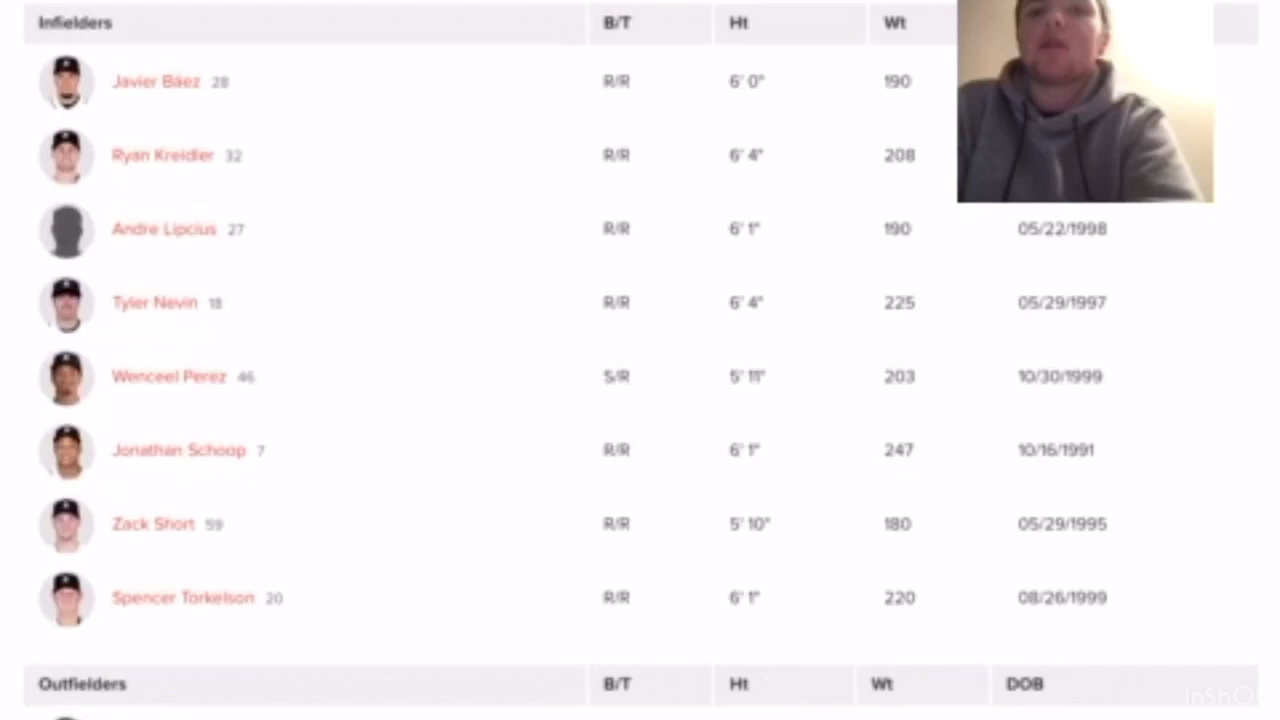 Infielders B/T Ht Wt
Javier Báez 28 R/R 6' 0" 190
Ryan Kreidler 32 R/R 6' 4" 208
Andre Lipcius 27 R/R 6' 1" 190 05/22/1998
Tyler Nevin 18 R/R 6' 4" 225 05/29/1997
Wenceel Perez 46 S/R 5' 11" 203 10/30/1999
Jonathan Schoop 7 R/R 6' 1" 247 10/16/1991
Zack Short 59 R/R 5' 10" 180 05/29/1995
Spencer Torkelson 20 R/R 6' 1" 220 08/26/1999
Outfielders B/T Ht Wt DOB